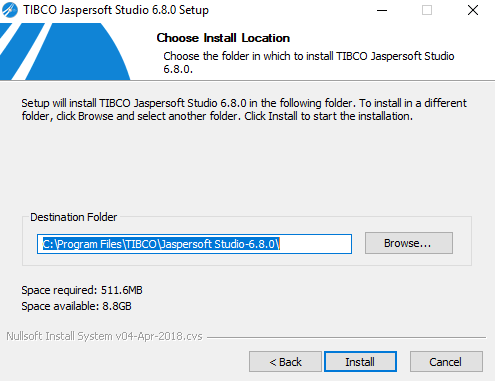 TIBCO Jaspersoft Studio 6.8.0 Setup
Choose Install Location
Choose the folder in which to install TIBCO Jaspersoft Studio
6.8.0.
Setup will install TIBCO Jaspersoft Studio 6.8.0 in the following folder. To install in a different
folder, click Browse and select another folder. Click Install to start the installation.
Destination Folder
C:\Program Files\TIBCO\Jaspersoft Studio-6.8.0\
Browse...
Space required: 511.6MB
Space available: 8.8GB
Nullsoft Install System v04-Apr-2018.cvs
< Back
Install
Cancel